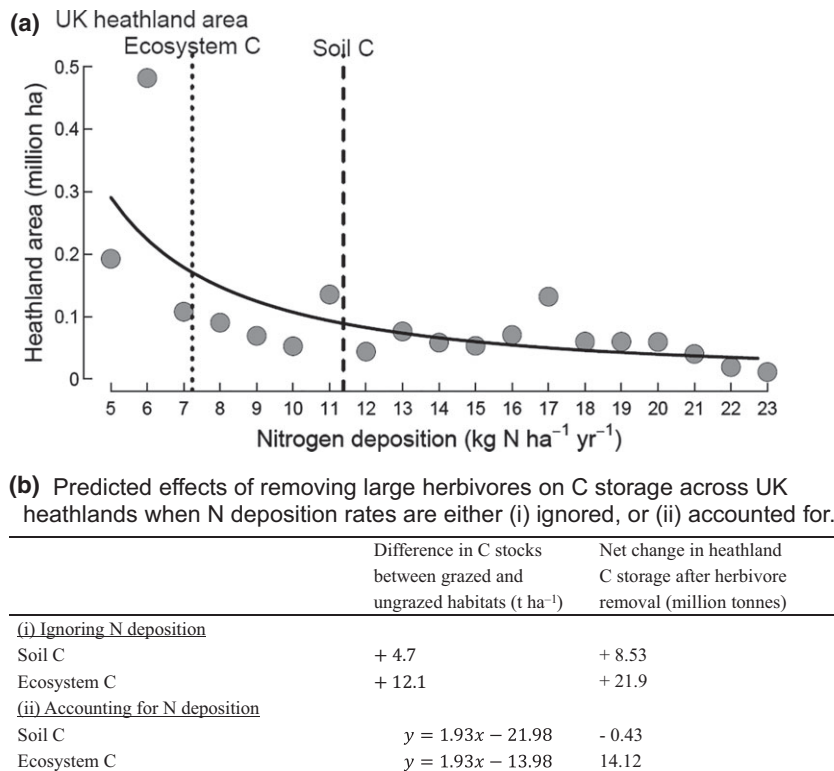 (a) UK heathland area
Ecosystem C Soil C
0.5
0.4
0.3
0.2
0.1
0
Heathland area (million ha)
5 6 7 8 9 10 11 12 13 14 15 16 17 18 19 20 21 22 23
Nitrogen deposition (kg N ha⁻¹ yr⁻¹)
(b) Predicted effects of removing large herbivores on C storage across UK
heathlands when N deposition rates are either (i) ignored, or (ii) accounted for.
Difference in C stocks Net change in heathland
between grazed and C storage after herbivore
ungrazed habitats (t ha⁻¹) removal (million tonnes)
(i) Ignoring N deposition
Soil C + 4.7 + 8.53
Ecosystem C + 12.1 + 21.9
(ii) Accounting for N deposition
Soil C y = 1.93x − 21.98 - 0.43
Ecosystem C y = 1.93x − 13.98 14.12